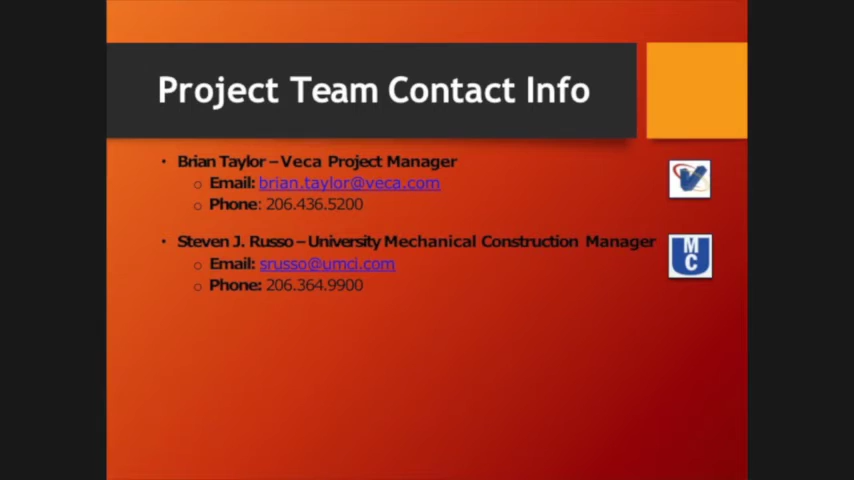 Project Team Contact Info
• Brian Taylor – Veca Project Manager
o Email: brian.taylor@veca.com
o Phone: 206.436.5200
• Steven J. Russo – University Mechanical Construction Manager
o Email: srusso@umci.com
o Phone: 206.364.9900
V
M
C